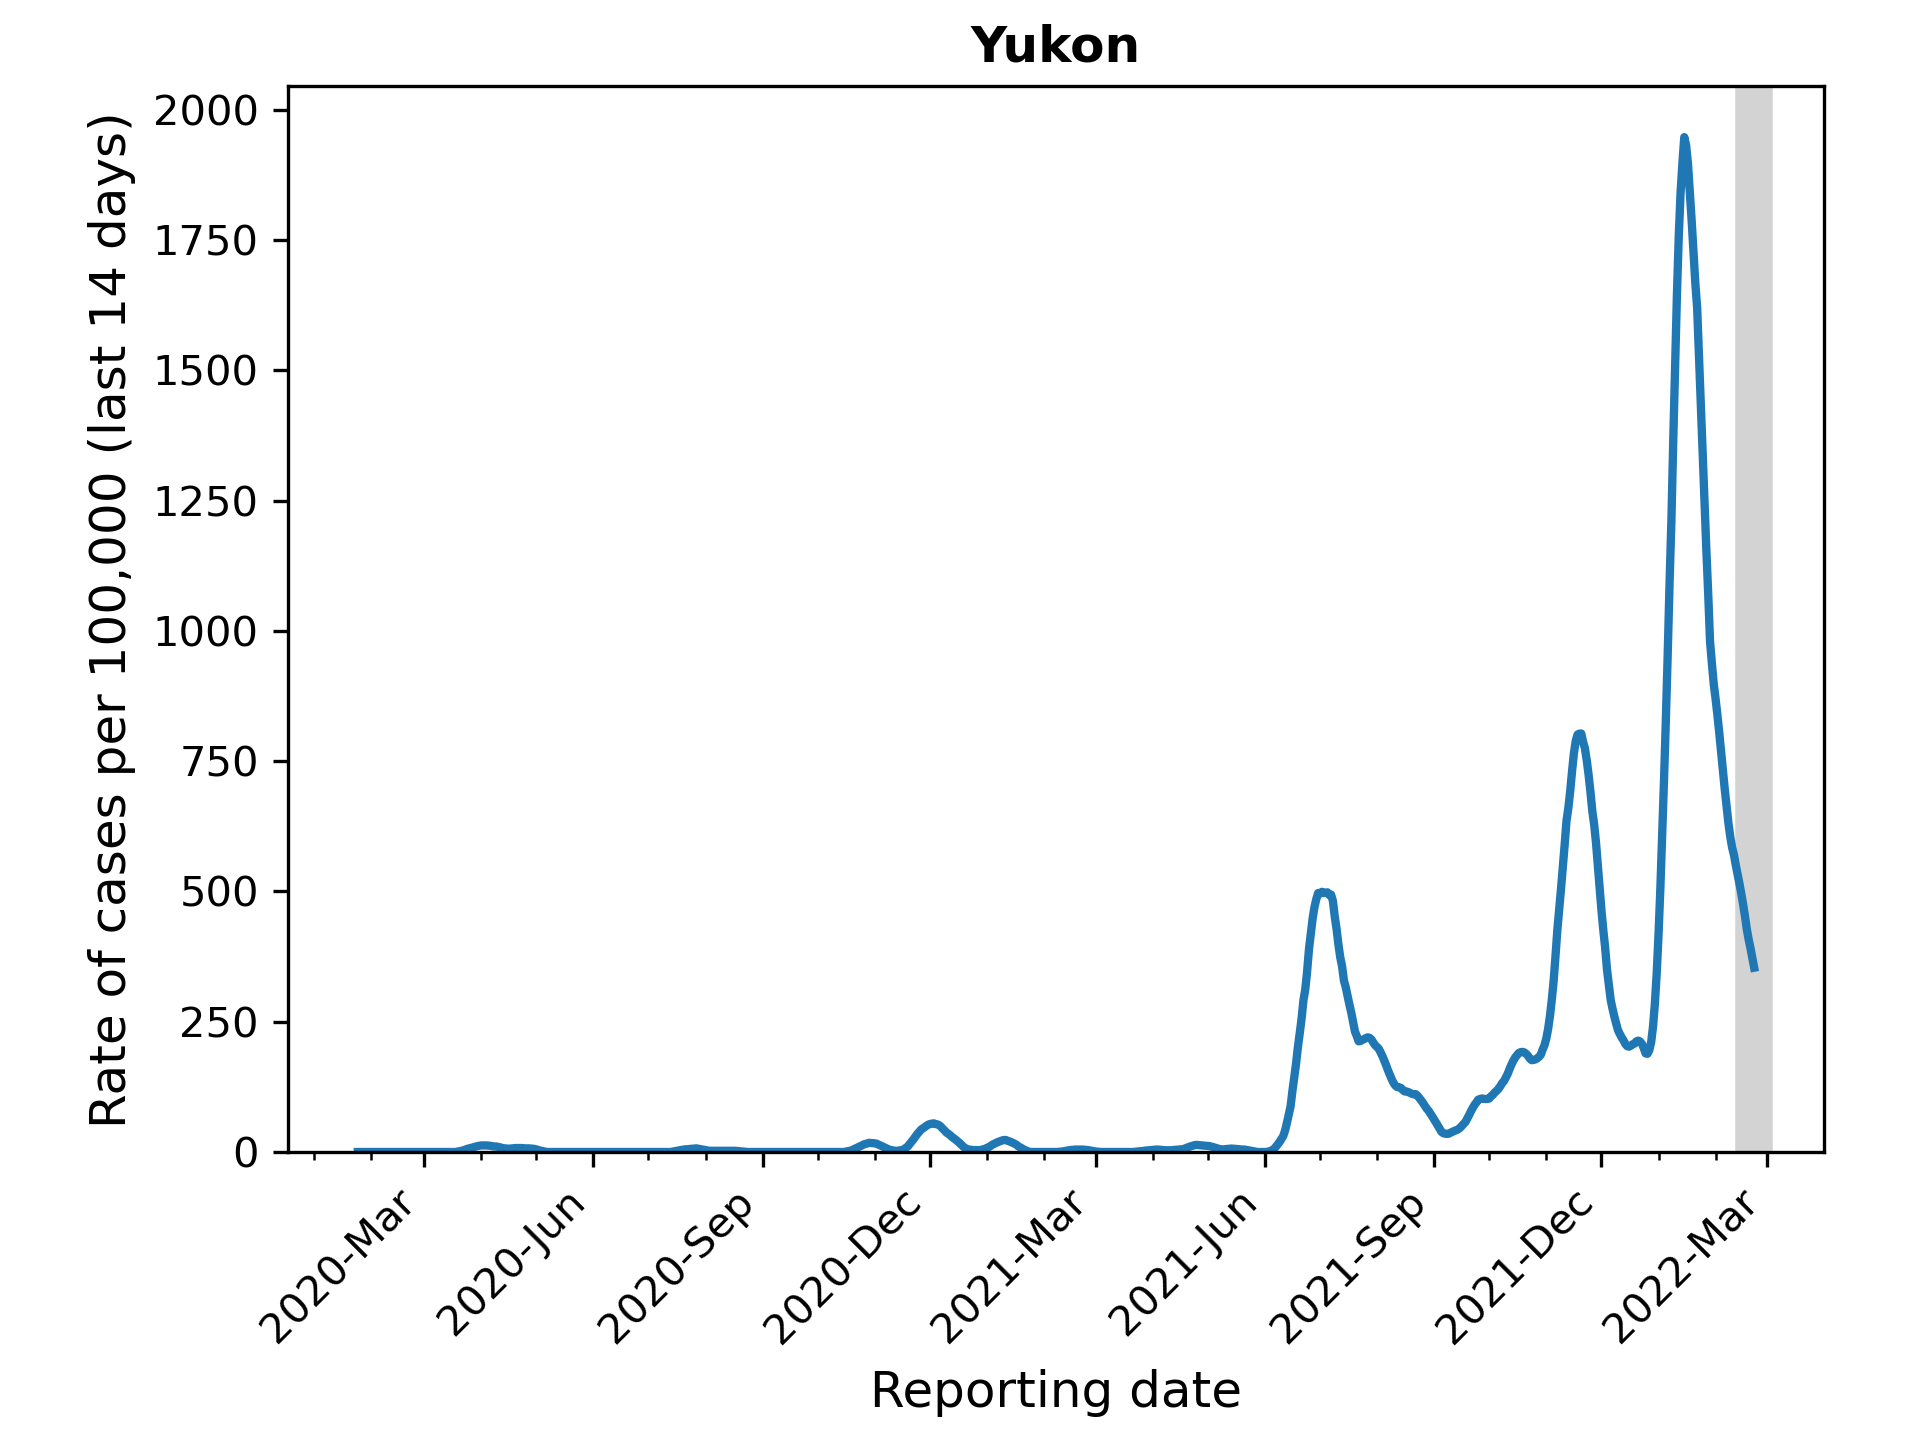 Yukon
Rate of cases per 100,000 (last 14 days)
2000
1750
1500
1250
1000
750
500
250
0
2020-Mar
2020-Jun
2020-Sep
2020-Dec
2021-Mar
2021-Jun
2021-Sep
2021-Dec
2022-Mar
Reporting date